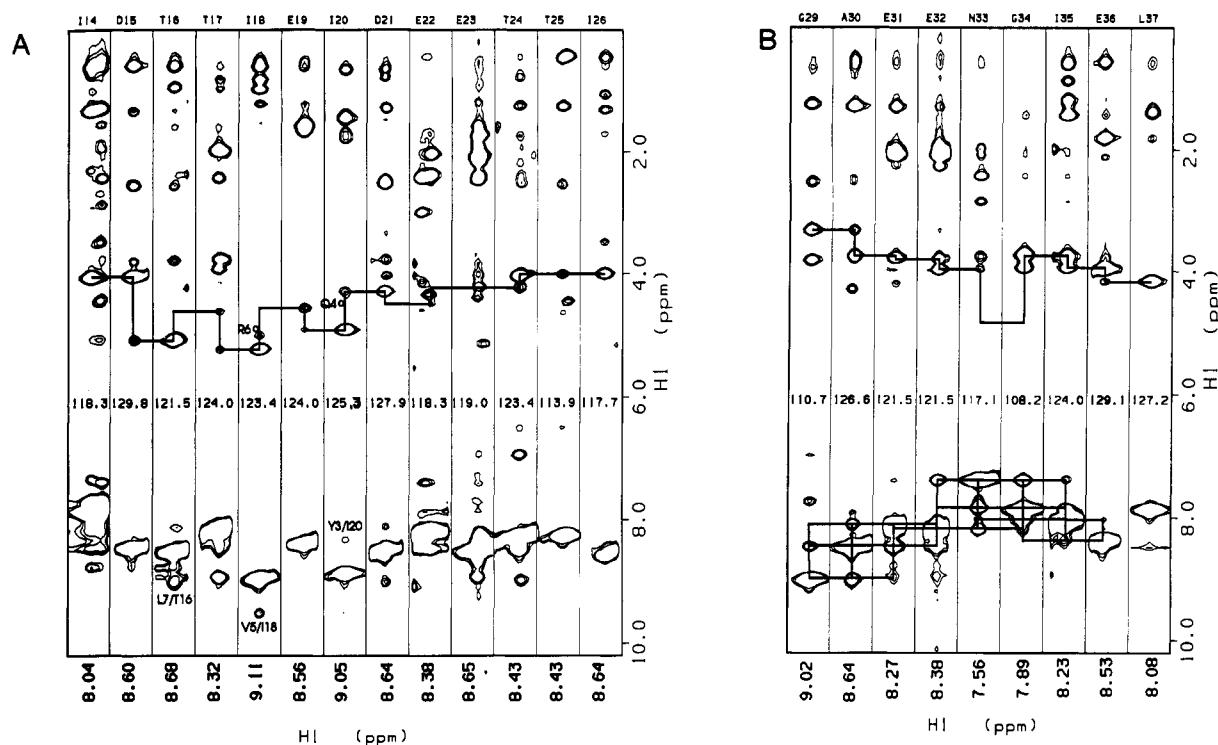 A
I14 D15 T16 T17 I18 E19 I20 D21 E22 E23 T24 T25 I26
2.0
4.0
R6
Q4
H1 (ppm)
118.3 129.8 121.5 124.0 123.4 124.0 125.3 127.9 118.3 119.0 123.4 113.9 117.7
6.0
8.0
Y3/I20
L7/T16
V5/I18
10.0
8.04 8.60 8.68 8.32 9.11 8.56 9.05 8.64 8.38 8.65 8.43 8.43 8.64
H1 (ppm)
B
G29 A30 E31 E32 N33 G34 I35 E36 L37
2.0
4.0
H1 (ppm)
110.7 126.6 121.5 121.5 117.1 108.2 124.0 129.1 127.2
6.0
8.0
10.0
9.02 8.64 8.27 8.38 7.56 7.89 8.23 8.53 8.08
H1 (ppm)